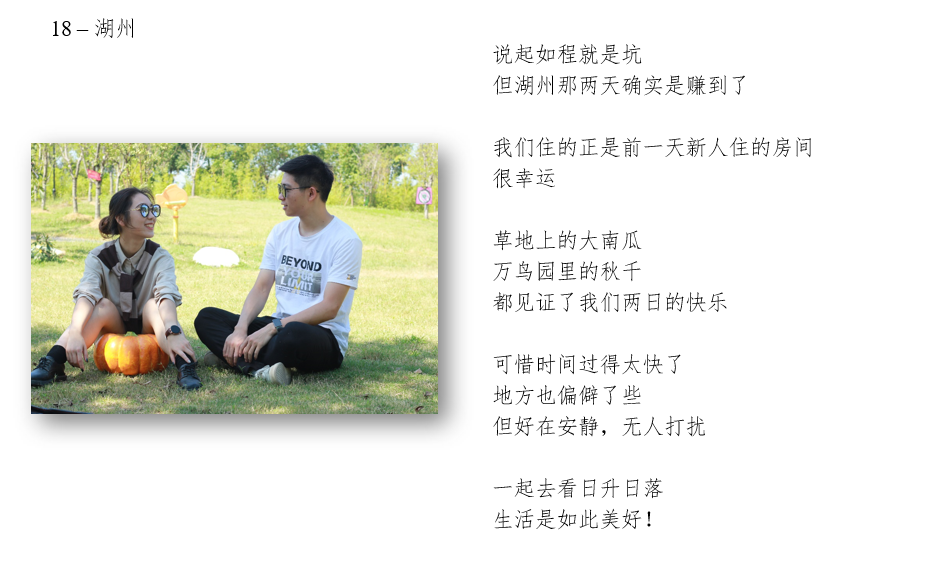 18 – 湖州
说起如程就是坑
但湖州那两天确实是赚到了
我们住的正是前一天新人住的房间
很幸运
草地上的大南瓜
万鸟园里的秋千
都见证了我们两日的快乐
可惜时间过得太快了
地方也偏僻了些
但好在安静，无人打扰
一起去看日升日落
生活是如此美好！
BEYOND
LIMIT